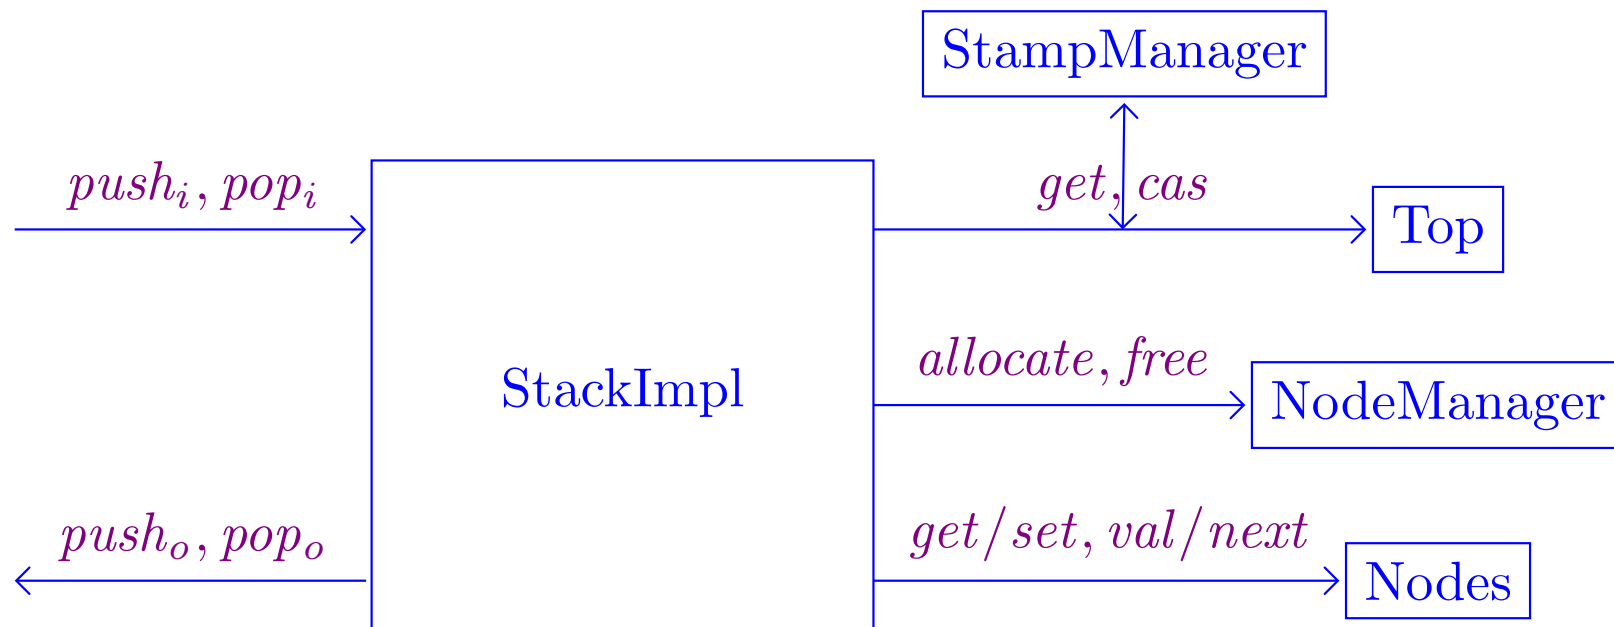 StampManager
push_i, pop_i
get, cas
Top
allocate, free
StackImpl
NodeManager
push_o, pop_o
get/set, val/next
Nodes